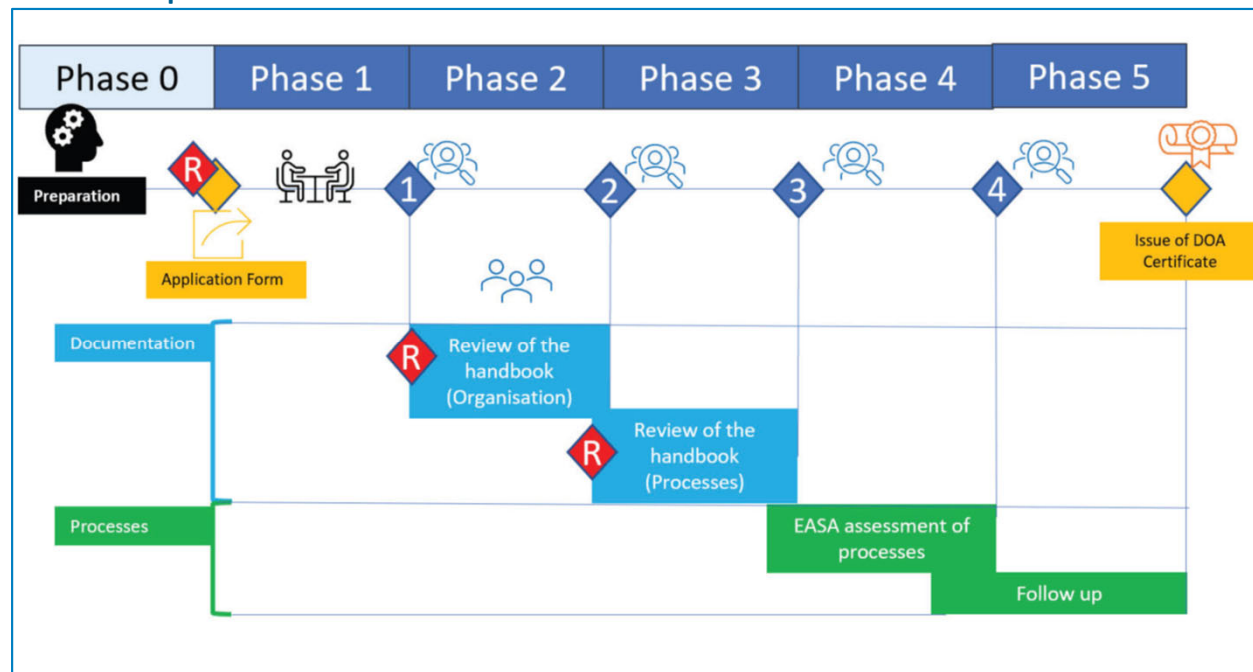 Phase 0
Phase 1
Phase 2
Phase 3
Phase 4
Phase 5
R
1
2
3
4
Preparation
Application Form
Issue of DOA
Certificate
Documentation
R
Review of the
handbook
(Organisation)
R
Review of the
handbook
(Processes)
Processes
EASA assessment of
processes
Follow up